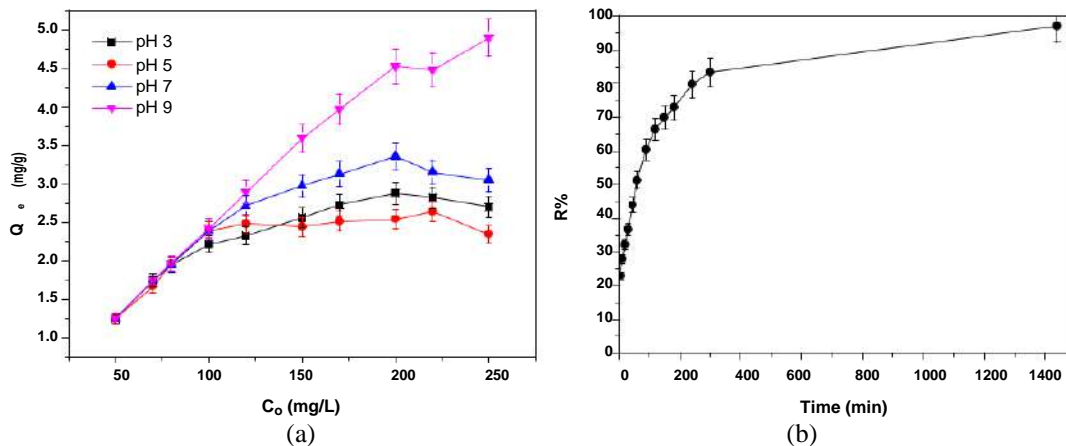 5.0
4.5
4.0
3.5
3.0
2.5
2.0
1.5
1.0
Q e (mg/g)
pH 3
pH 5
pH 7
pH 9
50 100 150 200 250
Co (mg/L)
(a)
100
90
80
70
60
50
40
30
20
10
0
R%
0 200 400 600 800 1000 1200 1400
Time (min)
(b)